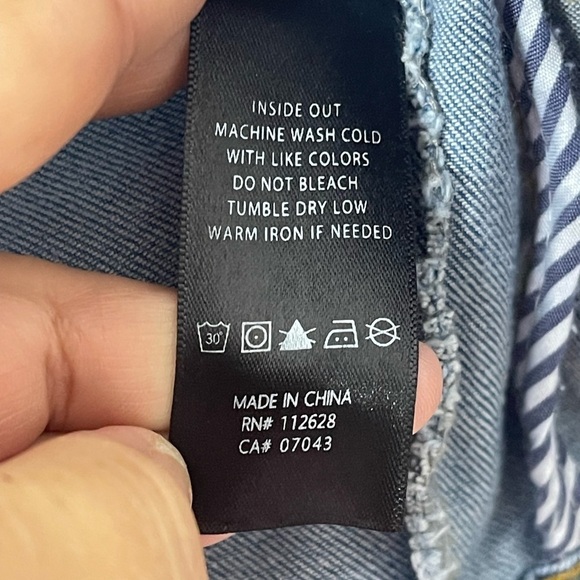 INSIDE OUT
MACHINE WASH COLD
WITH LIKE COLORS
DO NOT BLEACH
TUMBLE DRY LOW
WARM IRON IF NEEDED
30°
MADE IN CHINA
RN# 112628
CA# 07043